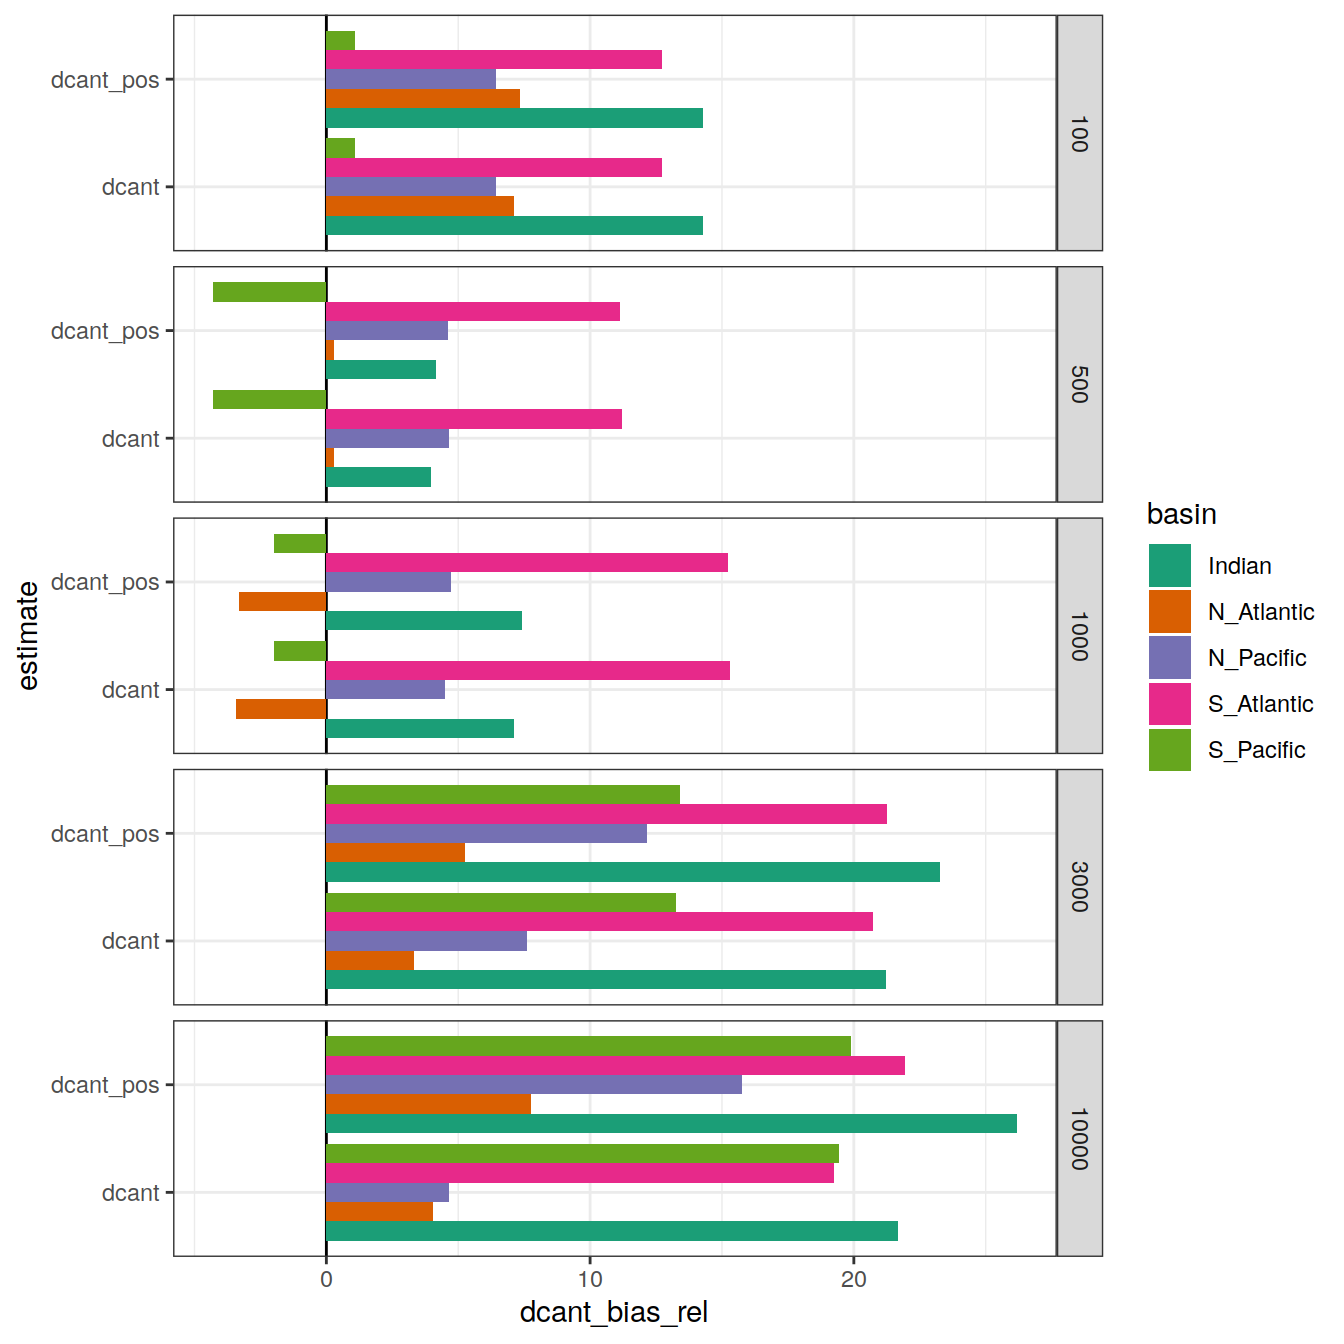 dcant_pos
dcant
100
dcant_pos
dcant
500
dcant_pos
dcant
1000
dcant_pos
dcant
3000
dcant_pos
dcant
10000
estimate
0 10 20
dcant_bias_rel
basin
Indian
N_Atlantic
N_Pacific
S_Atlantic
S_Pacific